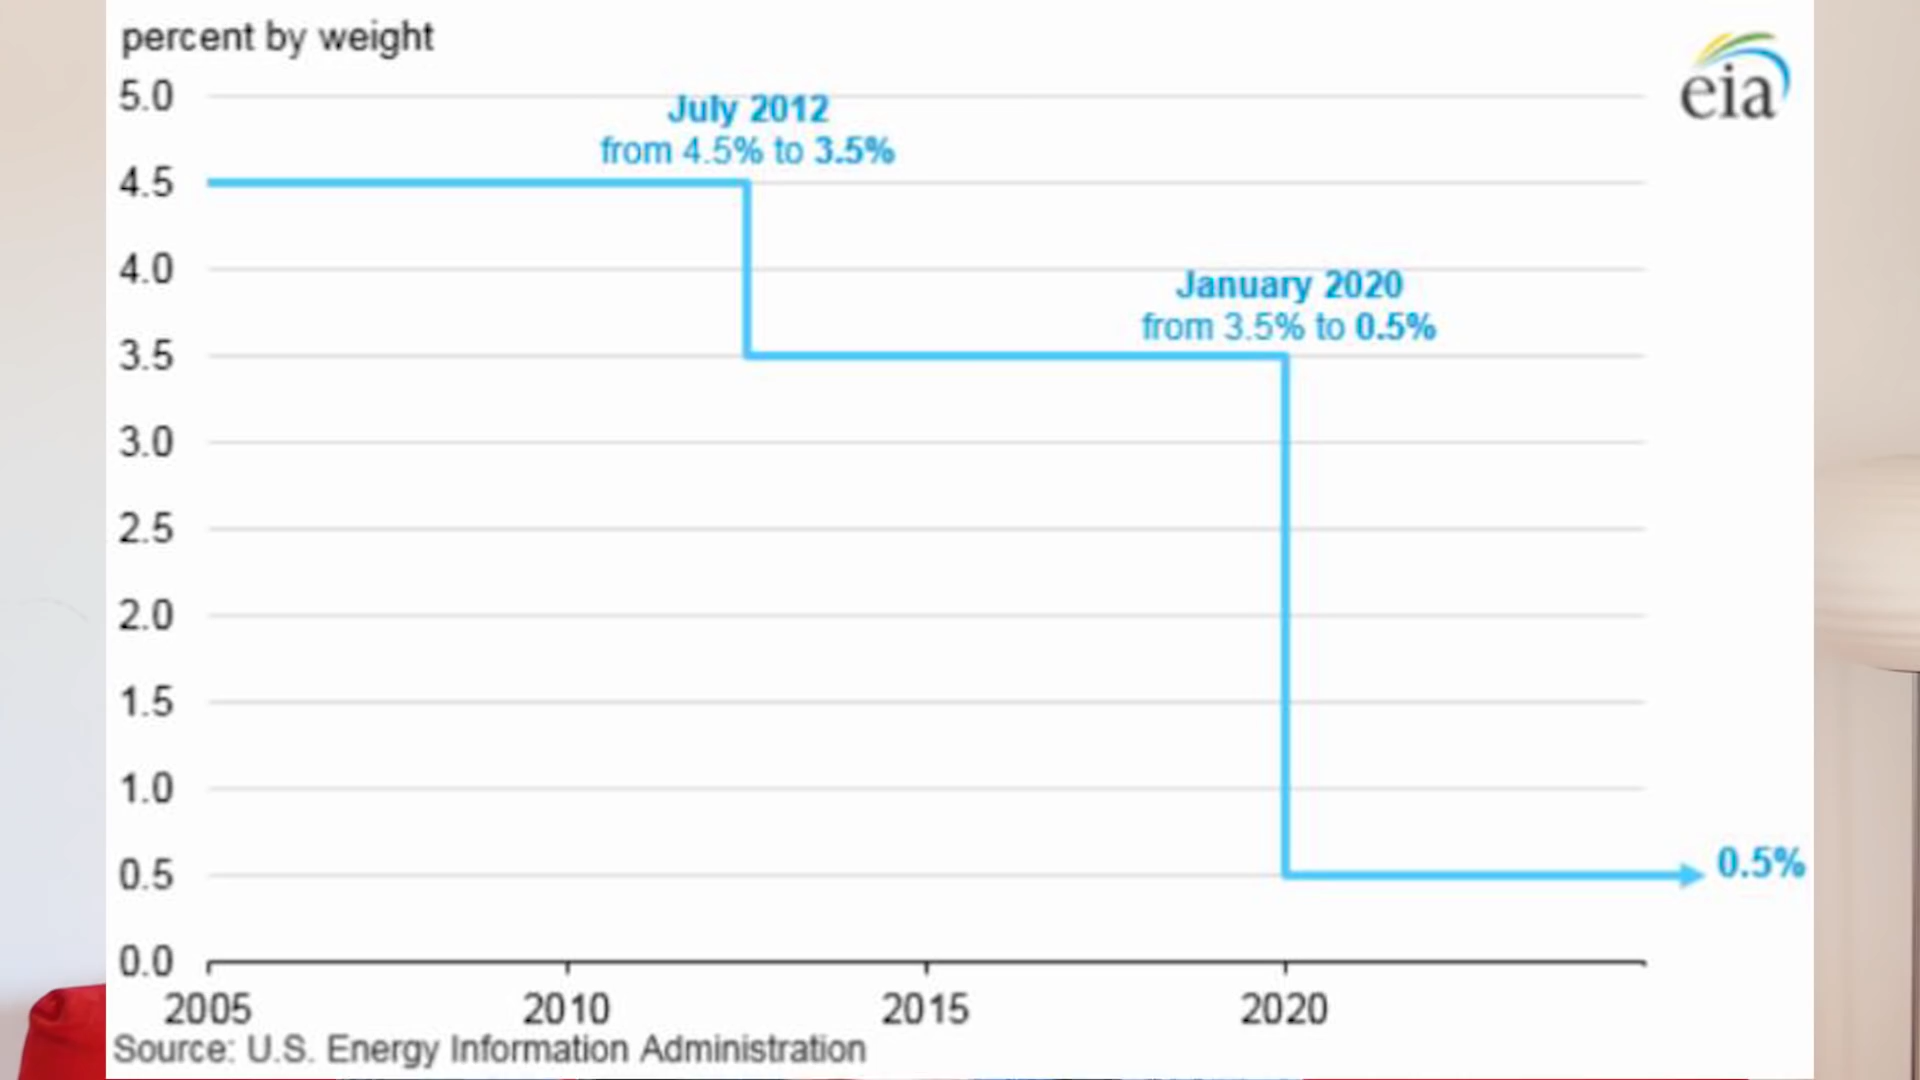 percent by weight
eia
5.0
July 2012
from 4.5% to 3.5%
4.5
4.0
January 2020
from 3.5% to 0.5%
3.5
3.0
2.5
2.0
1.5
1.0
0.5%
0.5
0.0
2005 2010 2015 2020
Source: U.S. Energy Information Administration